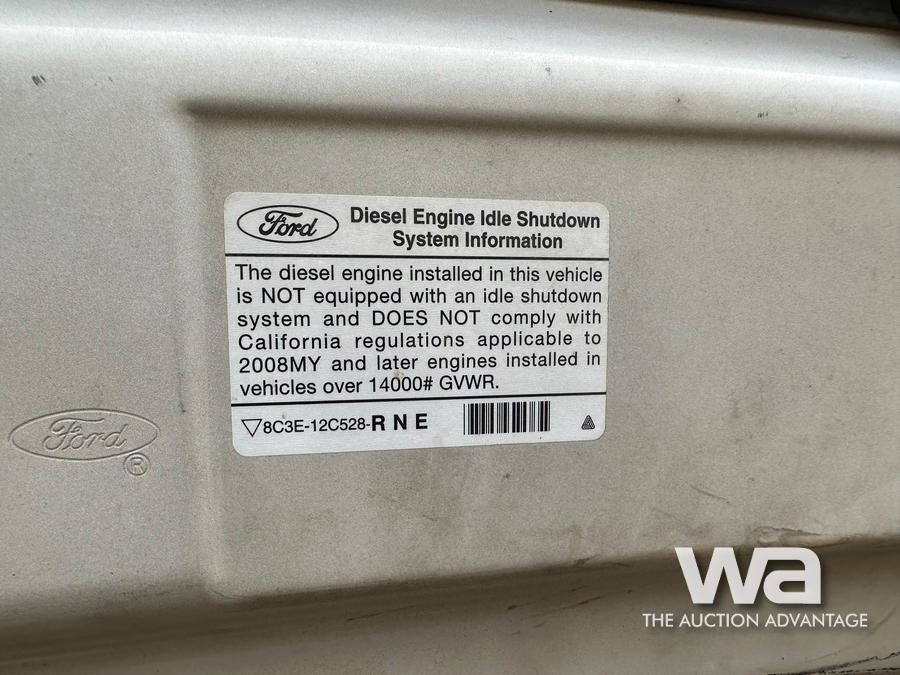 Ford
Diesel Engine Idle Shutdown
System Information
The diesel engine installed in this vehicle
is NOT equipped with an idle shutdown
system and DOES NOT comply with
California regulations applicable to
2008MY and later engines installed in
vehicles over 14000# GVWR.
▽8C3E-12C528-R N E
Ford
®
wa
THE AUCTION ADVANTAGE